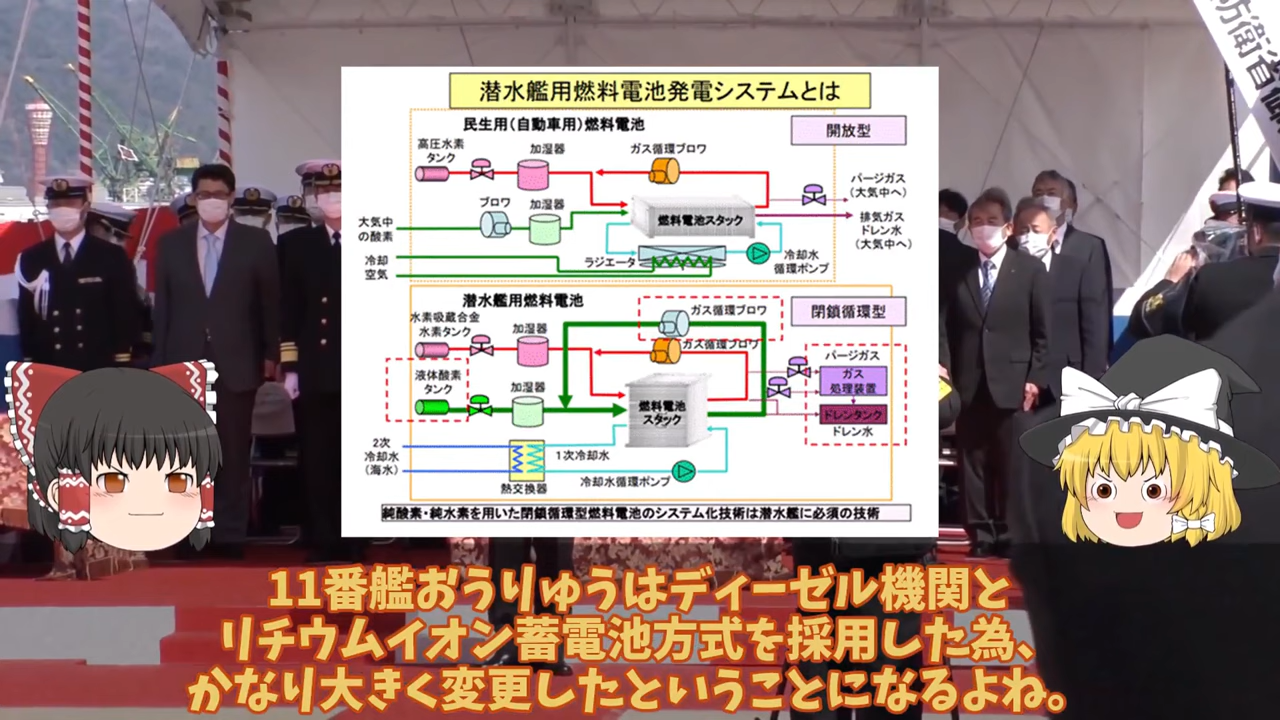 防衛省
潜水艦用燃料電池発電システムとは
民生用(自動車用)燃料電池
開放型
高圧水素
タンク
加湿器
ガス循環ブロワ
パージガス
(大気中へ)
ブロワ
加湿器
燃料電池スタック
排気ガス
ドレン水
(大気中へ)
大気中
の酸素
冷却
空気
ラジエータ
冷却水
循環ポンプ
潜水艦用燃料電池
閉鎖循環型
水素吸蔵合金
水素タンク
加湿器
ガス循環ブロワ
ガス循環ブロワ
パージガス
液体酸素
タンク
加湿器
燃料電池
スタック
ガス
処理装置
ドレンタンク
ドレン水
2次
冷却水
(海水)
1次冷却水
熱交換器
冷却水循環ポンプ
純酸素・純水素を用いた閉鎖循環型燃料電池のシステム化技術は潜水艦に必須の技術
11番艦おうりゅうはディーゼル機関と
リチウムイオン蓄電池方式を採用した為、
かなり大きく変更したということになるよね。